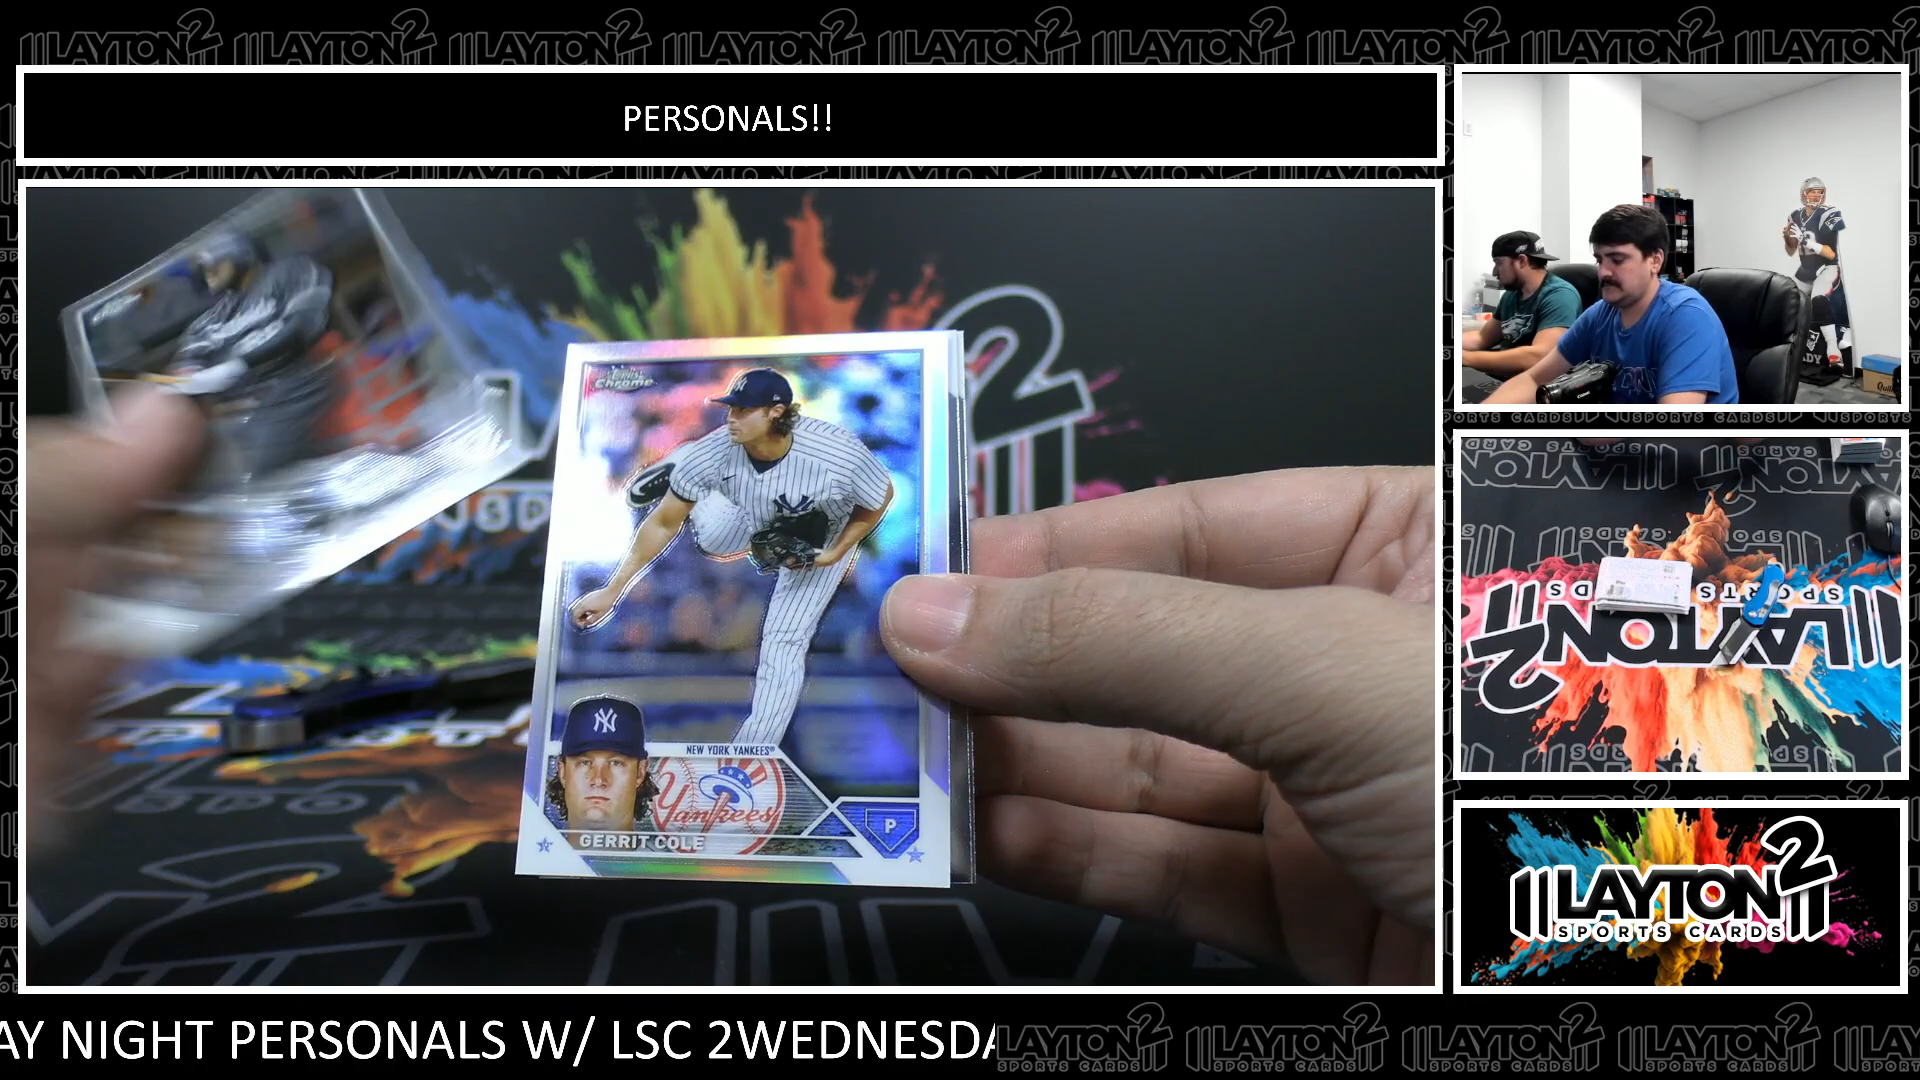 PERSONALS!!
Topps
Chrome
NEW YORK YANKEES®
Yankees
GERRIT COLE
P
LAYTON 2
SPORTS CARDS
AY NIGHT PERSONALS W/ LSC 2WEDNESDA